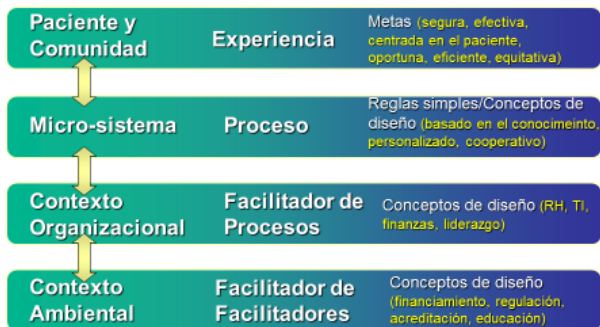 Paciente y
Comunidad
Experiencia
Metas (segura, efectiva,
centrada en el paciente,
oportuna, eficiente, equitativa)
Micro-sistema
Proceso
Reglas simples/Conceptos de
diseño (basado en el conocimeinto,
personalizado, cooperativo)
Contexto
Organizacional
Facilitador de
Procesos
Conceptos de diseño (RH, TI,
finanzas, liderazgo)
Contexto
Ambiental
Facilitador de
Facilitadores
Conceptos de diseño
(financiamiento, regulación,
acreditación, educación)